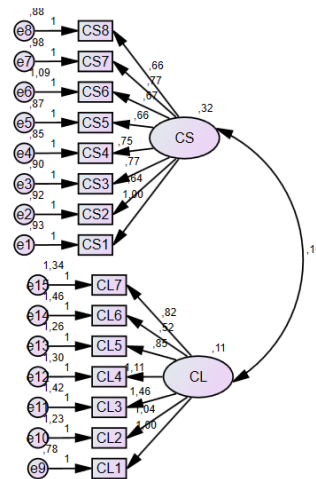 ,88
e8 1 CS8 ,66
,98
e7 1 CS7 ,77
1,09
e6 1 CS6 ,67
,32
,87
e5 1 CS5 ,66
CS
,85
e4 1 CS4 ,75
,90
e3 1 CS3 ,77
,92
e2 1 CS2 ,64
,93
e1 1 CS1 1,00
,1
1,34
e15 1 CL7 ,82
1,46
e14 1 CL6 ,52
1,26
e13 1 CL5 ,85
,11
1,30
e12 1 CL4 1,11
CL
1,42
e11 1 CL3 1,46
1,23
e10 1 CL2 1,04
,78
e9 1 CL1 1,00